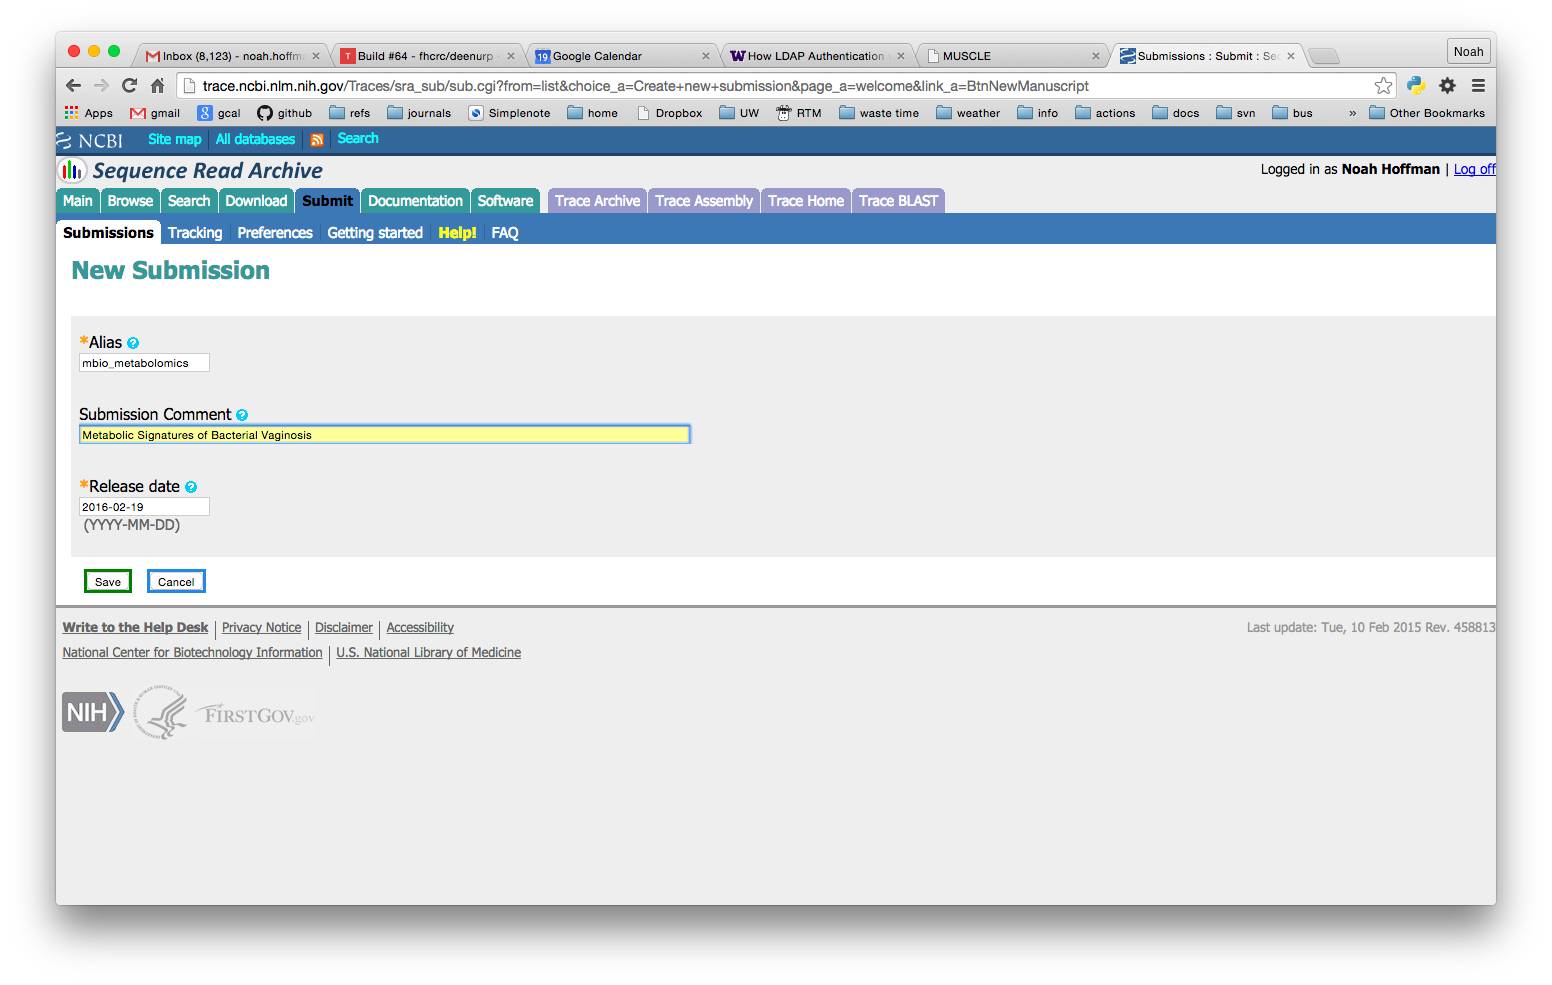 Inbox (8,123) - noah.hoffm
Build #64 - fhcrc/deenurp
Google Calendar
How LDAP Authentication
MUSCLE
Submissions : Submit : Sec
Noah
trace.ncbi.nlm.nih.gov/Traces/sra_sub/sub.cgi?from=list&choice_a=Create+new+submission&page_a=welcome&link_a=BtnNewManuscript
Apps gmail gcal github refs journals Simplenote home Dropbox UW RTM waste time weather info actions docs svn bus » Other Bookmarks
NCBI Site map All databases Search
Sequence Read Archive
Logged in as Noah Hoffman | Log off
Main Browse Search Download Submit Documentation Software Trace Archive Trace Assembly Trace Home Trace BLAST
Submissions Tracking Preferences Getting started Help! FAQ
New Submission
*Alias ?
mbio_metabolomics
Submission Comment ?
Metabolic Signatures of Bacterial Vaginosis
*Release date ?
2016-02-19
(YYYY-MM-DD)
Save Cancel
Write to the Help Desk | Privacy Notice | Disclaimer | Accessibility
Last update: Tue, 10 Feb 2015 Rev. 458813
National Center for Biotechnology Information | U.S. National Library of Medicine
NIH
FIRSTGOV.gov